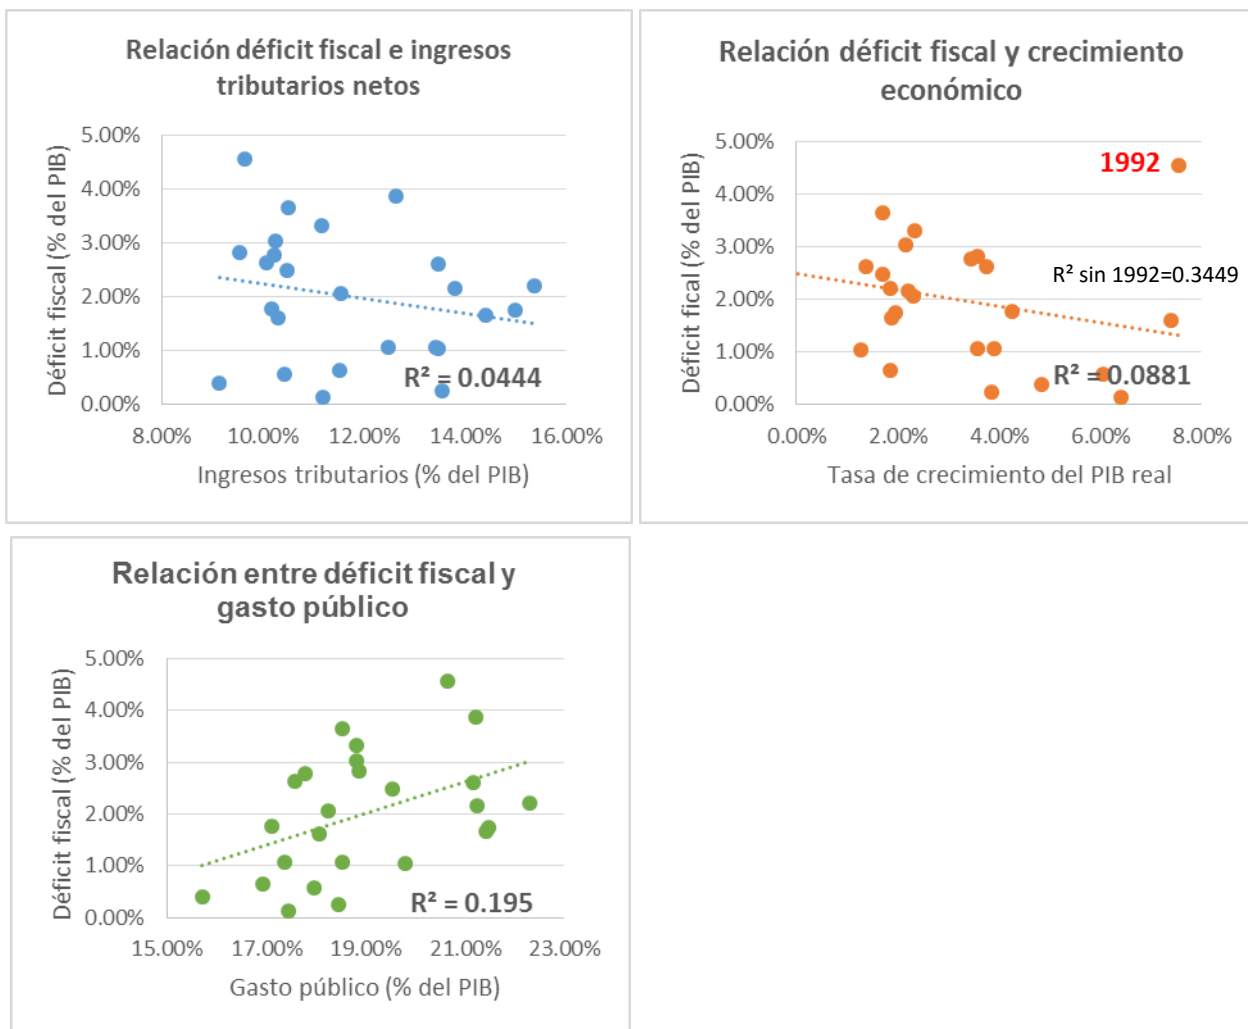 Relación déficit fiscal e ingresos
tributarios netos
Déficit fiscal (% del PIB)
5.00%
4.00%
3.00%
2.00%
1.00%
0.00%
R² = 0.0444
8.00% 10.00% 12.00% 14.00% 16.00%
Ingresos tributarios (% del PIB)
Relación déficit fiscal y crecimiento
económico
Déficit fical (% del PIB)
5.00%
4.00%
3.00%
2.00%
1.00%
0.00%
1992
R² sin 1992=0.3449
R² = 0.0881
0.00% 2.00% 4.00% 6.00% 8.00%
Tasa de crecimiento del PIB real
Relación entre déficit fiscal y
gasto público
Déficit fiscal (% del PIB)
5.00%
4.00%
3.00%
2.00%
1.00%
0.00%
R² = 0.195
15.00% 17.00% 19.00% 21.00% 23.00%
Gasto público (% del PIB)